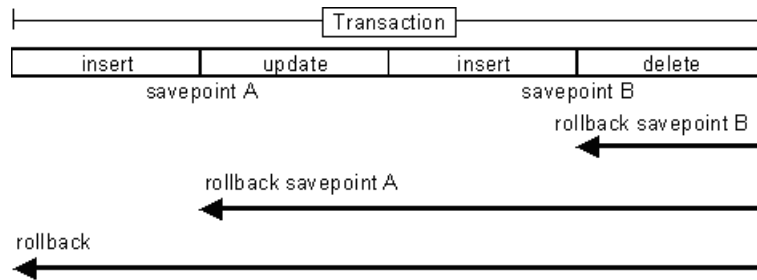 Transaction
insert update insert delete
savepoint A savepoint B
rollback savepoint B
rollback savepoint A
rollback